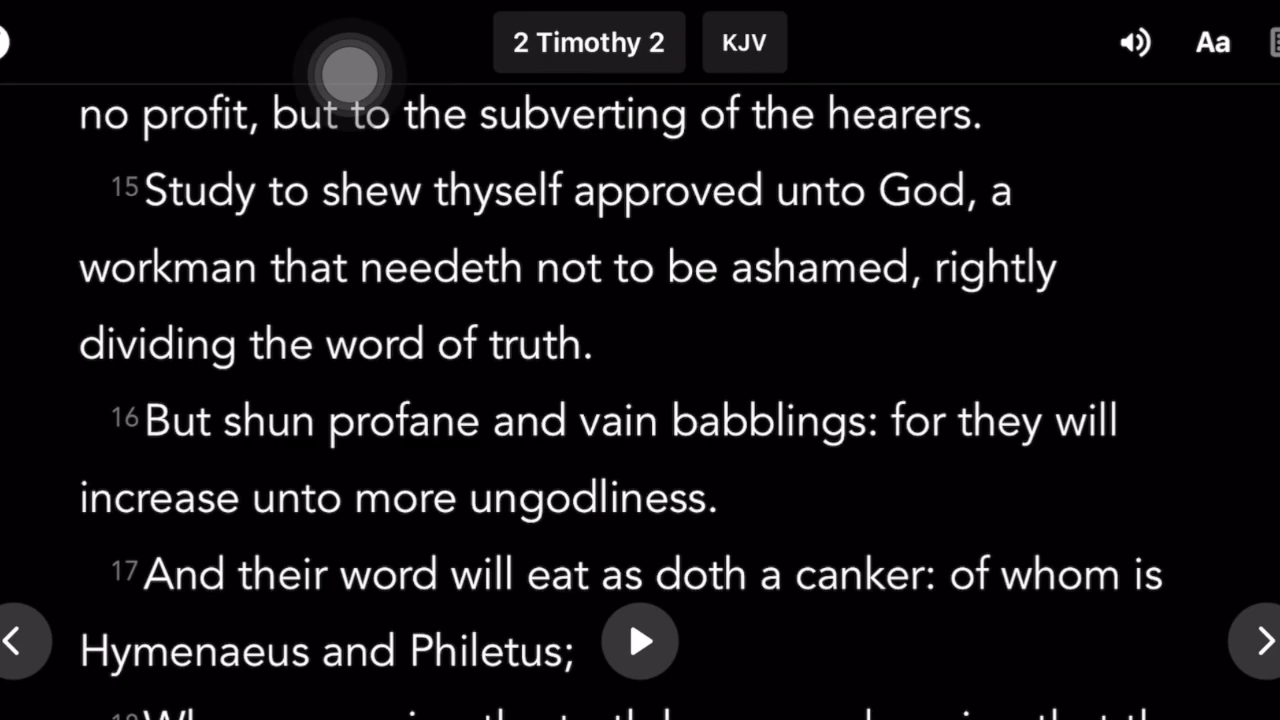 2 Timothy 2 KJV Aa
no profit, but to the subverting of the hearers.
15 Study to shew thyself approved unto God, a
workman that needeth not to be ashamed, rightly
dividing the word of truth.
16 But shun profane and vain babblings: for they will
increase unto more ungodliness.
17 And their word will eat as doth a canker: of whom is
Hymenaeus and Philetus;